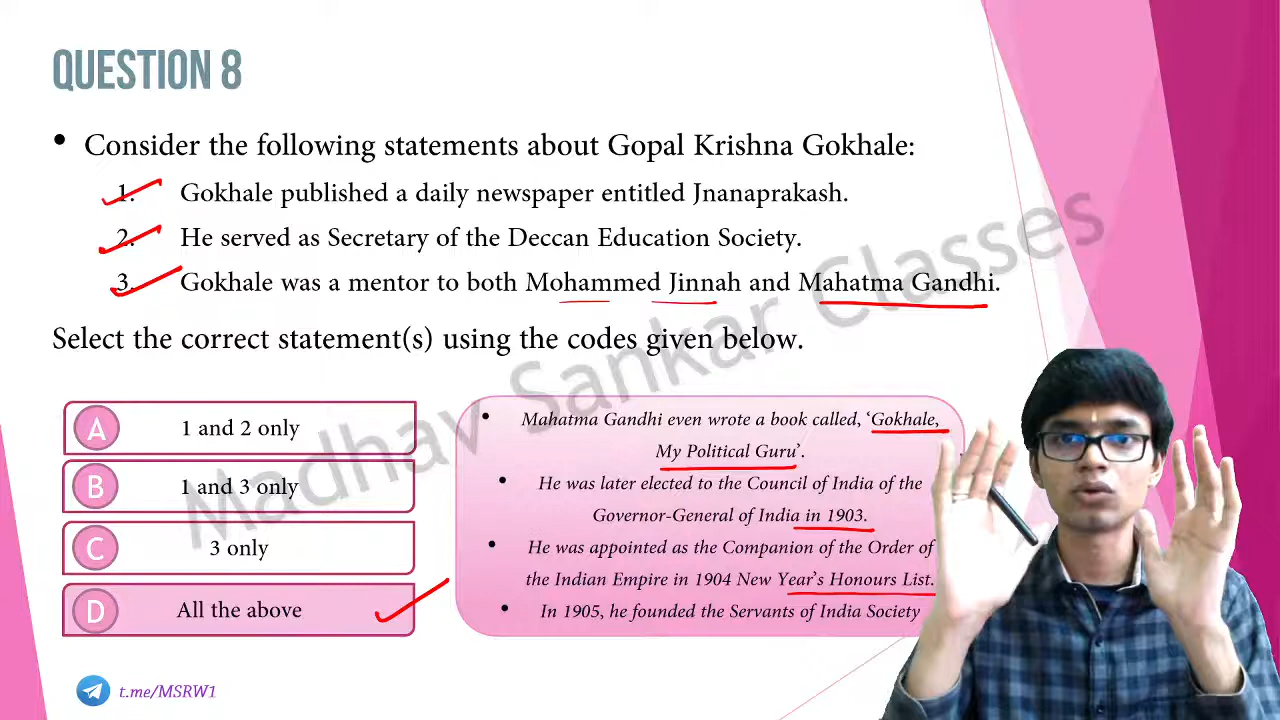 QUESTION 8
• Consider the following statements about Gopal Krishna Gokhale:
1. Gokhale published a daily newspaper entitled Jnanaprakash.
2. He served as Secretary of the Deccan Education Society.
3. Gokhale was a mentor to both Mohammed Jinnah and Mahatma Gandhi.
Select the correct statement(s) using the codes given below.
A 1 and 2 only
B 1 and 3 only
C 3 only
D All the above
• Mahatma Gandhi even wrote a book called, ‘Gokhale,
My Political Guru’.
• He was later elected to the Council of India of the
Governor-General of India in 1903.
• He was appointed as the Companion of the Order of
the Indian Empire in 1904 New Year’s Honours List.
• In 1905, he founded the Servants of India Society
Madhav Sankar Classes
t.me/MSRW1